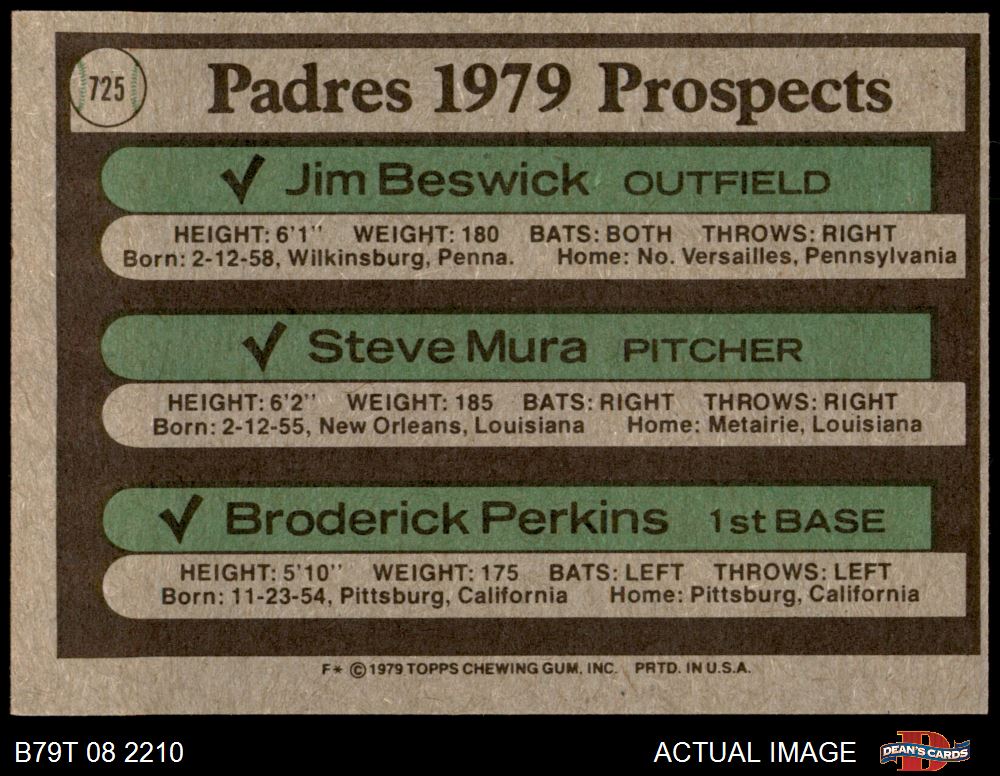 725
Padres 1979 Prospects
✓ Jim Beswick OUTFIELD
HEIGHT: 6'1" WEIGHT: 180 BATS: BOTH THROWS: RIGHT
Born: 2-12-58, Wilkinsburg, Penna. Home: No. Versailles, Pennsylvania
✓ Steve Mura PITCHER
HEIGHT: 6'2" WEIGHT: 185 BATS: RIGHT THROWS: RIGHT
Born: 2-12-55, New Orleans, Louisiana Home: Metairie, Louisiana
✓ Broderick Perkins 1st BASE
HEIGHT: 5'10" WEIGHT: 175 BATS: LEFT THROWS: LEFT
Born: 11-23-54, Pittsburg, California Home: Pittsburg, California
F* © 1979 TOPPS CHEWING GUM, INC. PRTD. IN U.S.A.
B79T 08 2210 ACTUAL IMAGE D DEAN'S CARDS